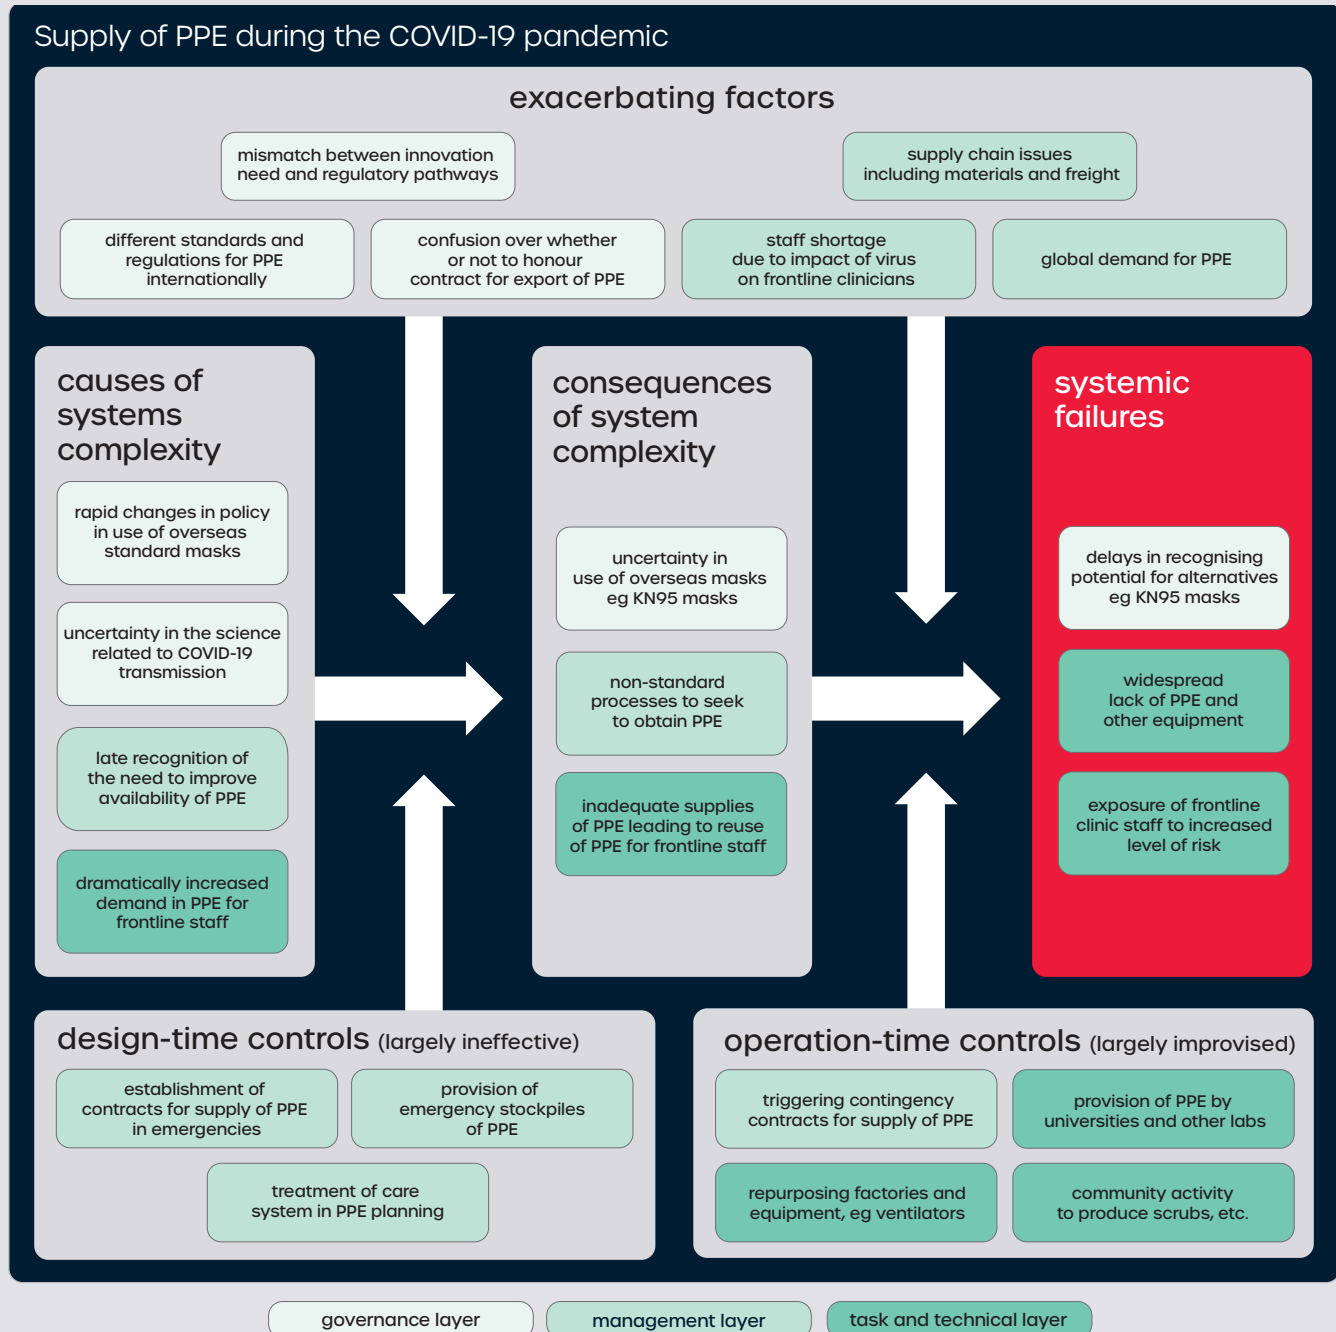 Supply of PPE during the COVID-19 pandemic
exacerbating factors
mismatch between innovation
need and regulatory pathways
supply chain issues
including materials and freight
different standards and
regulations for PPE
internationally
confusion over whether
or not to honour
contract for export of PPE
staff shortage
due to impact of virus
on frontline clinicians
global demand for PPE
causes of
systems
complexity
rapid changes in policy
in use of overseas
standard masks
uncertainty in the science
related to COVID-19
transmission
late recognition of
the need to improve
availability of PPE
dramatically increased
demand in PPE for
frontline staff
consequences
of system
complexity
uncertainty in
use of overseas masks
eg KN95 masks
non-standard
processes to seek
to obtain PPE
inadequate supplies
of PPE leading to reuse
of PPE for frontline staff
systemic
failures
delays in recognising
potential for alternatives
eg KN95 masks
widespread
lack of PPE and
other equipment
exposure of frontline
clinic staff to increased
level of risk
design-time controls (largely ineffective)
establishment of
contracts for supply of PPE
in emergencies
provision of
emergency stockpiles
of PPE
treatment of care
system in PPE planning
operation-time controls (largely improvised)
triggering contingency
contracts for supply of PPE
provision of PPE by
universities and other labs
repurposing factories and
equipment, eg ventilators
community activity
to produce scrubs, etc.
governance layer
management layer
task and technical layer